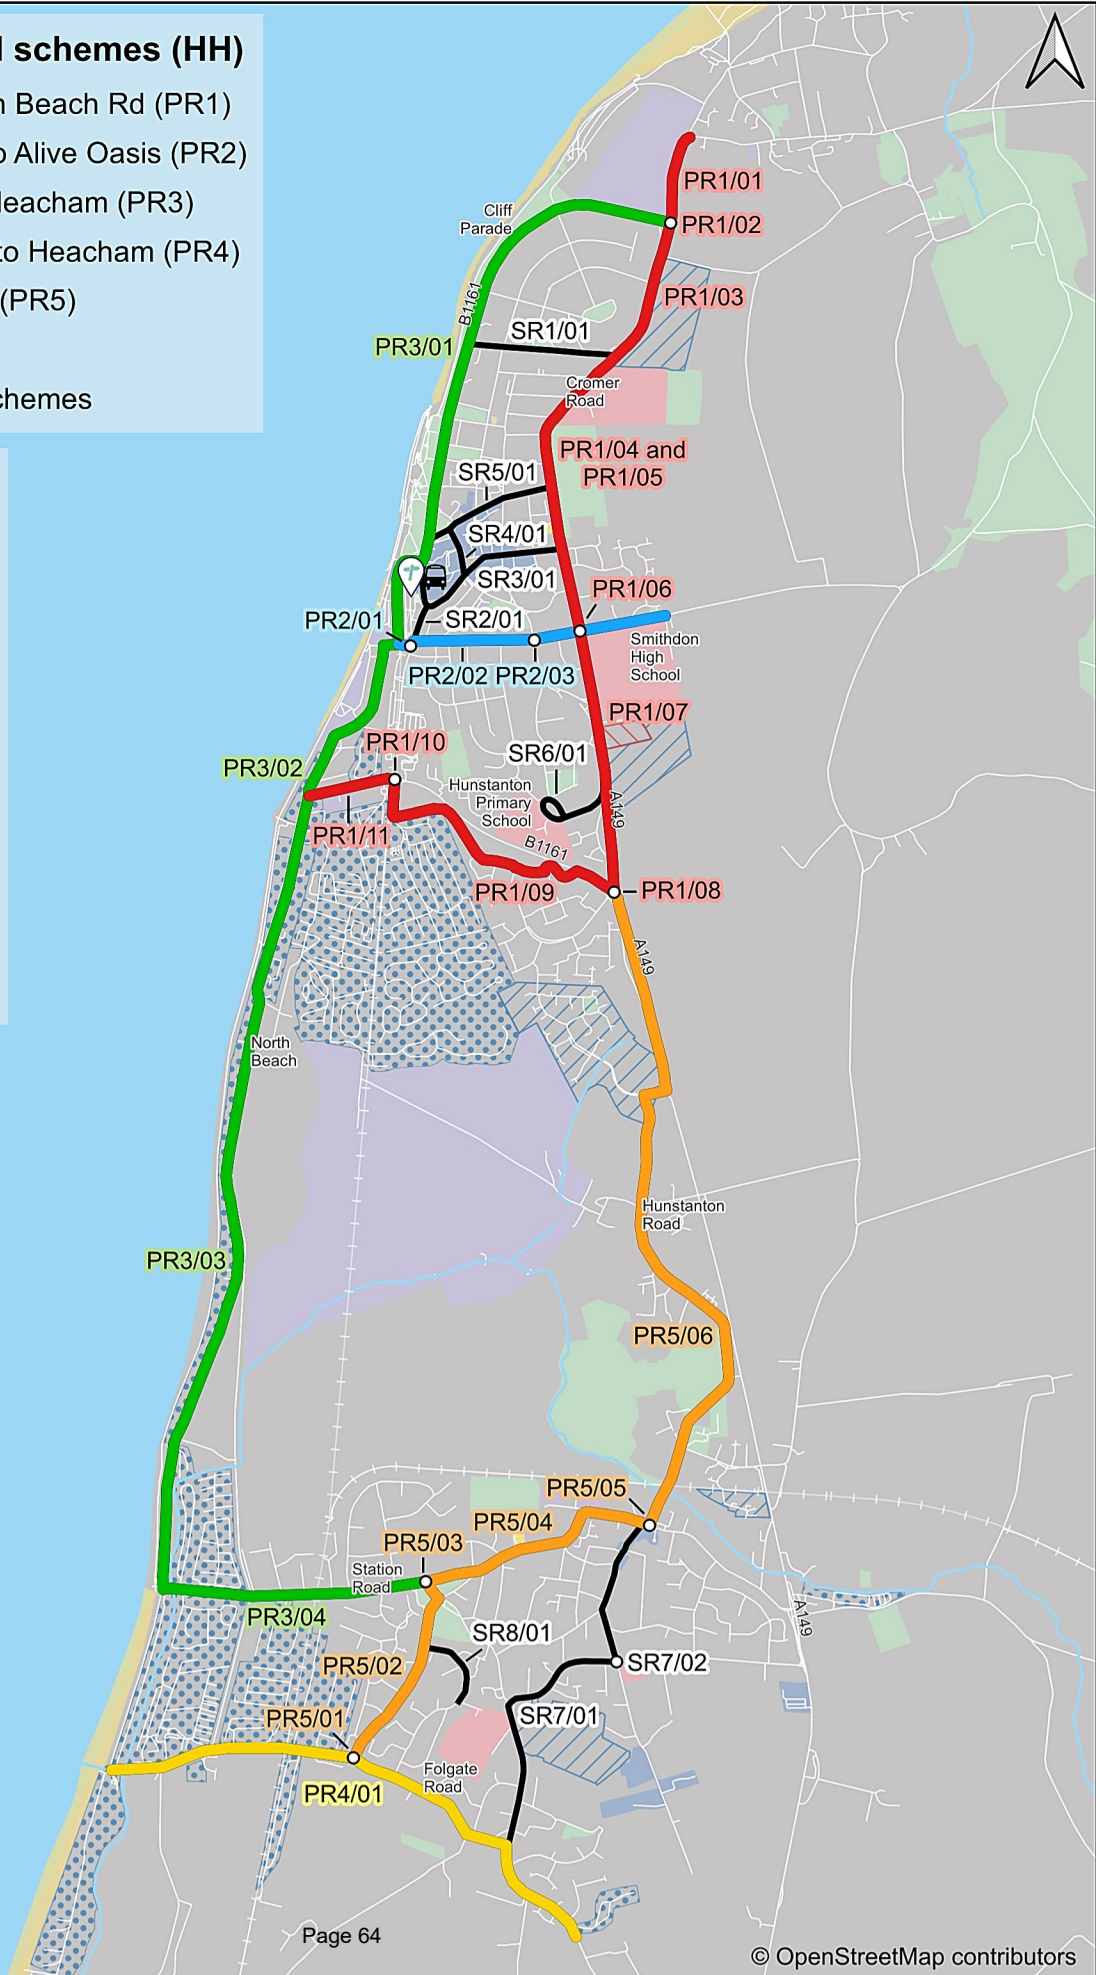 schemes (HH)
Beach Rd (PR1)
Alive Oasis (PR2)
(PR3)
to Heacham (PR4)
(PR5)
PR1/01
Cliff
Parade
PR1/02
PR1/03
B1161
SR1/01
PR3/01
Cromer
Road
PR1/04 and
PR1/05
SR5/01
SR4/01
SR3/01
PR1/06
PR2/01
SR2/01
Smithdon
High
School
PR2/02
PR2/03
PR1/07
PR1/10
SR6/01
PR3/02
Hunstanton
Primary
School
A149
PR1/11
B1161
PR1/09
PR1/08
A149
North
Beach
Hunstanton
Road
PR3/03
PR5/06
PR5/05
PR5/04
PR5/03
Station
Road
PR3/04
A149
SR8/01
PR5/02
SR7/02
PR5/01
SR7/01
Folgate
Road
PR4/01
Page 64
© OpenStreetMap contributors